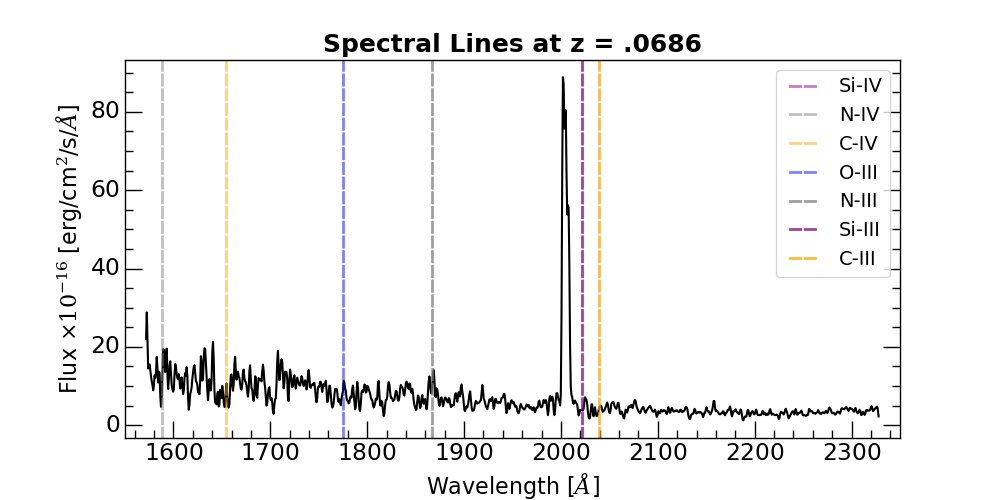 Spectral Lines at z = .0686
Flux ×10⁻¹⁶ [erg/cm²/s/Å]
80
60
40
20
0
Si-IV
N-IV
C-IV
O-III
N-III
Si-III
C-III
1600 1700 1800 1900 2000 2100 2200 2300
Wavelength [Å]